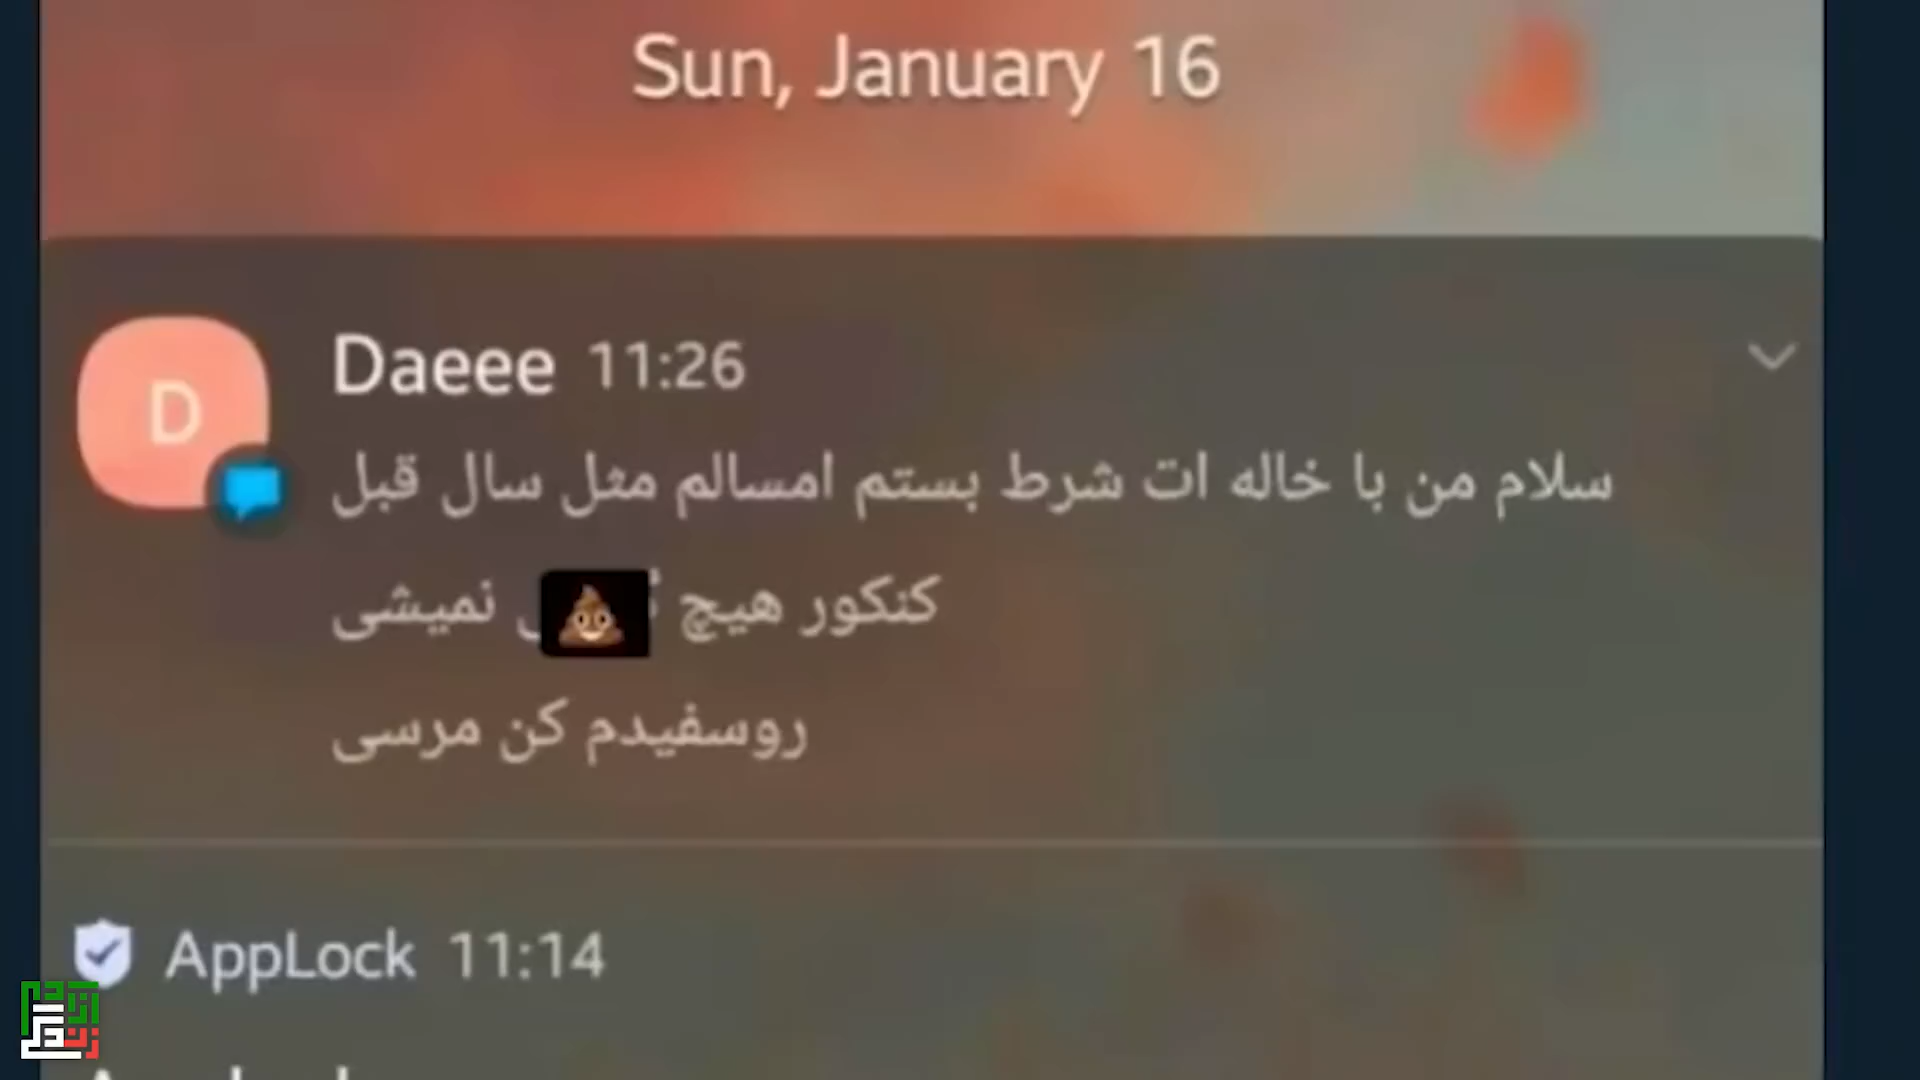 Sun, January 16
D
Daeee 11:26
سلام من با خاله ات شرط بستم امسالم مثل سال قبل
کنکور هیچ نمیشی
روسفیدم کن مرسی
AppLock 11:14